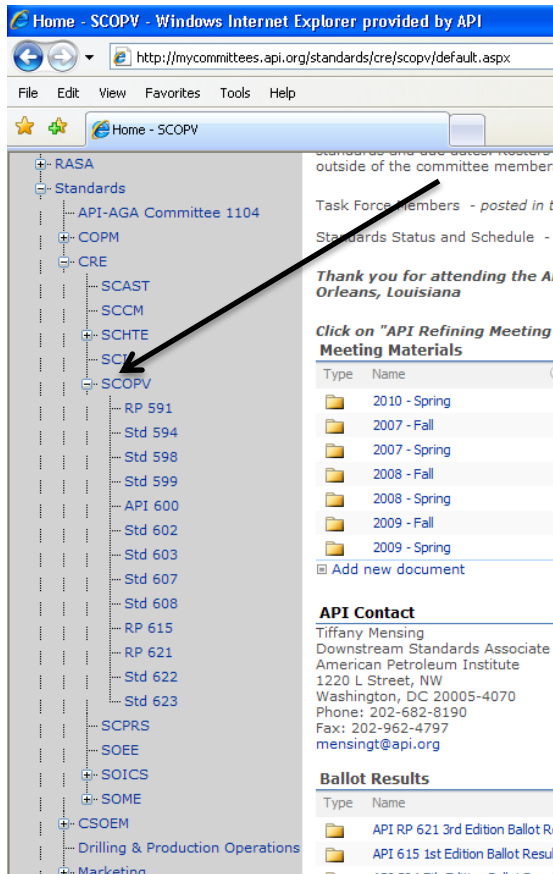 Home - SCOPV - Windows Internet Explorer provided by API
http://mycommittees.api.org/standards/cre/scopv/default.aspx
File Edit View Favorites Tools Help
Home - SCOPV
RASA
Standards
API-AGA Committee 1104
COPM
CRE
SCAST
SCCM
SCHTE
SCOPV
RP 591
Std 594
Std 598
Std 599
API 600
Std 602
Std 603
Std 607
Std 608
RP 615
RP 621
Std 622
Std 623
SCPRS
SOEE
SOICS
SOME
CSOEM
Drilling & Production Operations
Marketing
outside of the committee member
Task Force Members - posted in t
Standards Status and Schedule -
Thank you for attending the A
Orleans, Louisiana
Click on "API Refining Meeting
Meeting Materials
Type Name
2010 - Spring
2007 - Fall
2007 - Spring
2008 - Fall
2008 - Spring
2009 - Fall
2009 - Spring
Add new document
API Contact
Tiffany Mensing
Downstream Standards Associate
American Petroleum Institute
1220 L Street, NW
Washington, DC 20005-4070
Phone: 202-682-8190
Fax: 202-962-4797
mensingt@api.org
Ballot Results
Type Name
API RP 621 3rd Edition Ballot R
API 615 1st Edition Ballot Resul